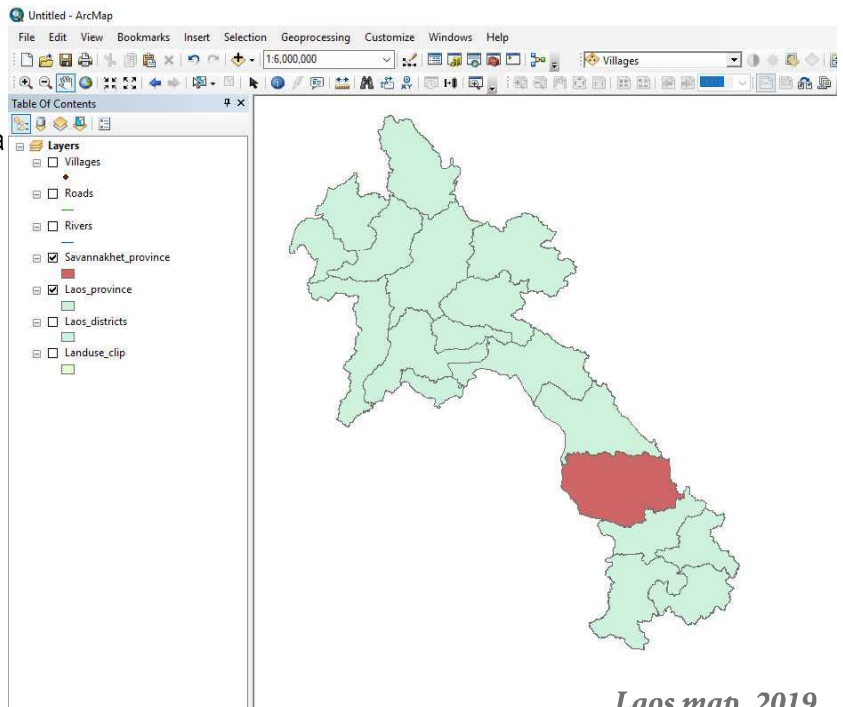 Untitled - ArcMap
File Edit View Bookmarks Insert Selection Geoprocessing Customize Windows Help
1:6,000,000
Villages
Table Of Contents
a
Layers
Villages
Roads
Rivers
Savannakhet_province
Laos_province
Laos_districts
Landuse_clip
Laos map, 2019